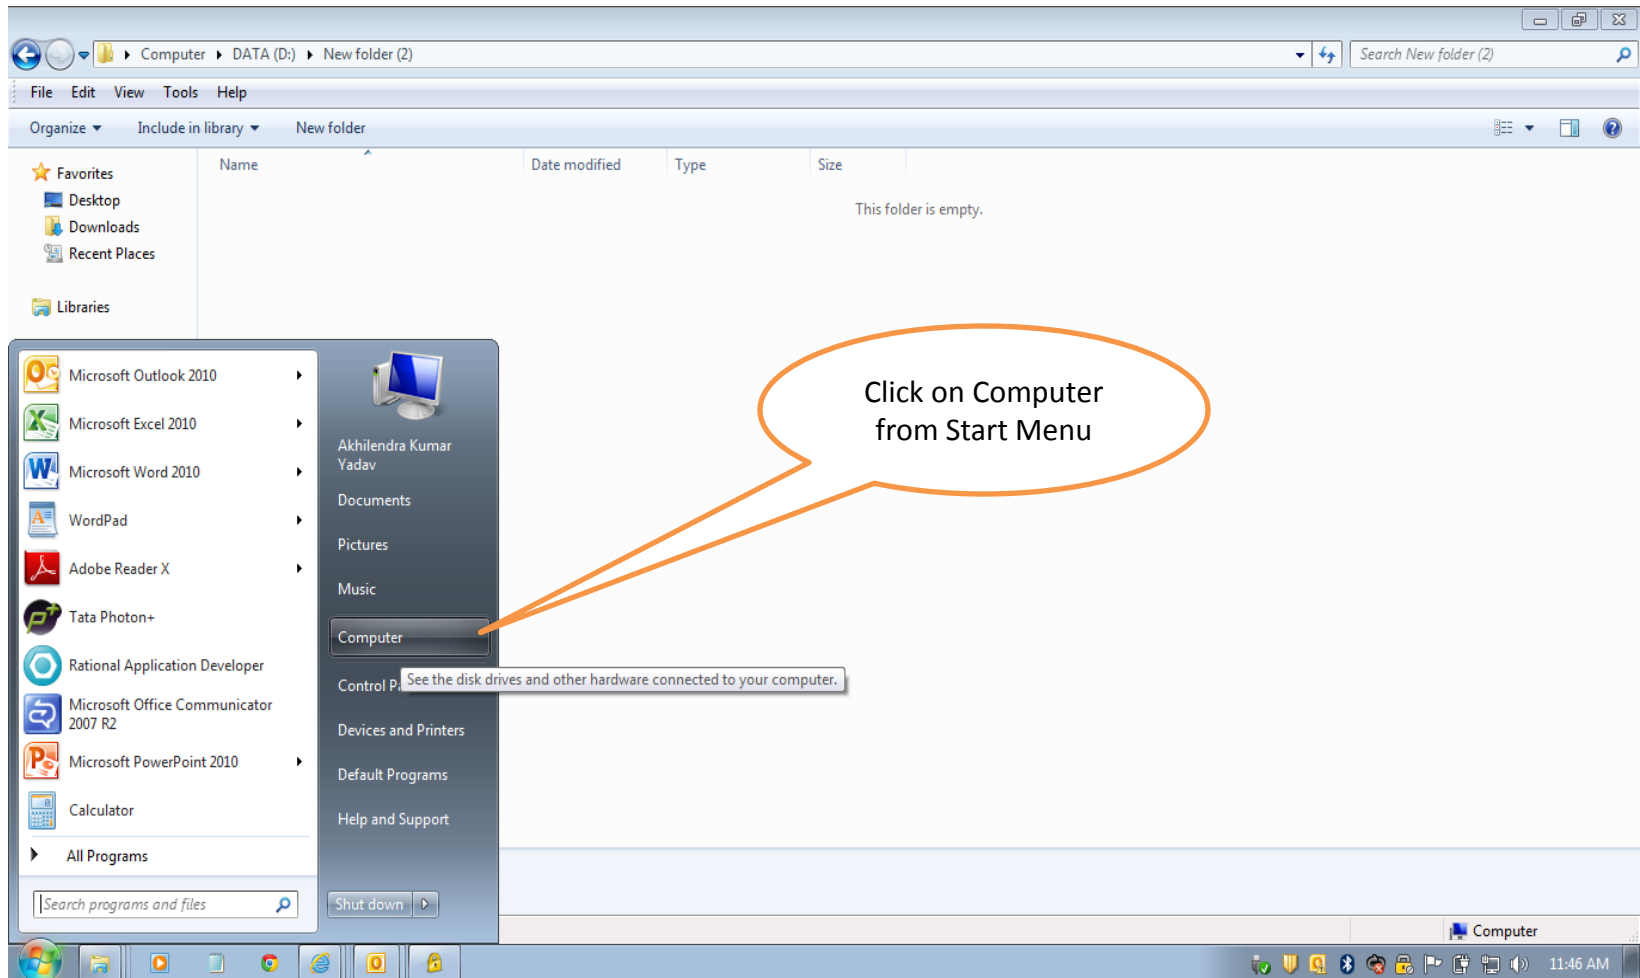 Computer DATA (D:) New folder (2)
Search New folder (2)
File Edit View Tools Help
Organize Include in library New folder
Name Date modified Type Size
This folder is empty.
Favorites
Desktop
Downloads
Recent Places
Libraries
Microsoft Outlook 2010
Microsoft Excel 2010
Microsoft Word 2010
WordPad
Adobe Reader X
Tata Photon+
Rational Application Developer
Microsoft Office Communicator
2007 R2
Microsoft PowerPoint 2010
Calculator
All Programs
Search programs and files
Akhilendra Kumar
Yadav
Documents
Pictures
Music
Computer
See the disk drives and other hardware connected to your computer.
Control P
Devices and Printers
Default Programs
Help and Support
Shut down
Click on Computer
from Start Menu
Computer
11:46 AM